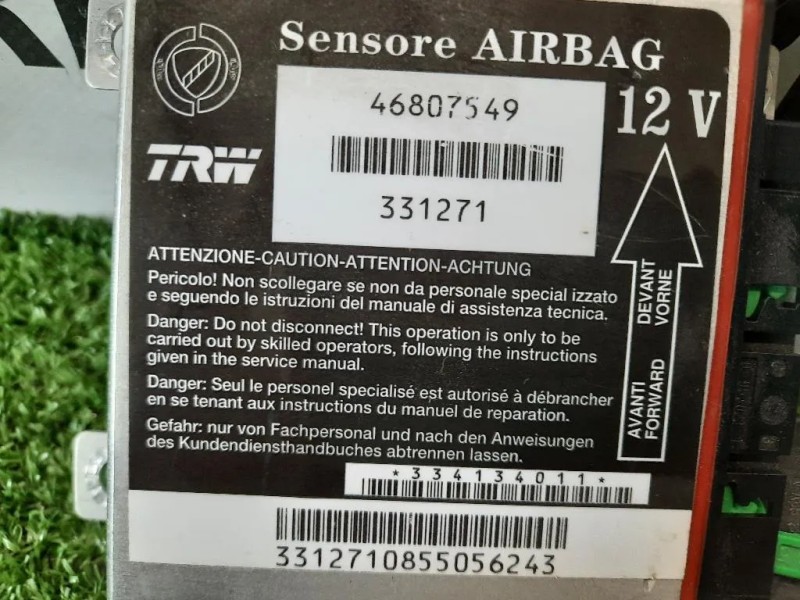 Sensore AIRBAG
46807549
12 V
TRW
331271
ATTENZIONE-CAUTION-ATTENTION-ACHTUNG
Pericolo! Non scollegare se non da personale special izzato
e seguendo le istruzioni del manuale di assistenza tecnica.
Danger: Do not disconnect! This operation is only to be
carried out by skilled operators, following the instructions
given in the service manual.
Danger: Seul le personel specialisé est autorisé à débrancher
en se tenant aux instructions du manuel de reparation.
Gefahr: nur von Fachpersonal und nach den Anweisungen
des Kundendiensthandbuches abtrennen lassen.
AVANTI DEVANT
FORWARD VORNE
*334134011*
3312710855056243